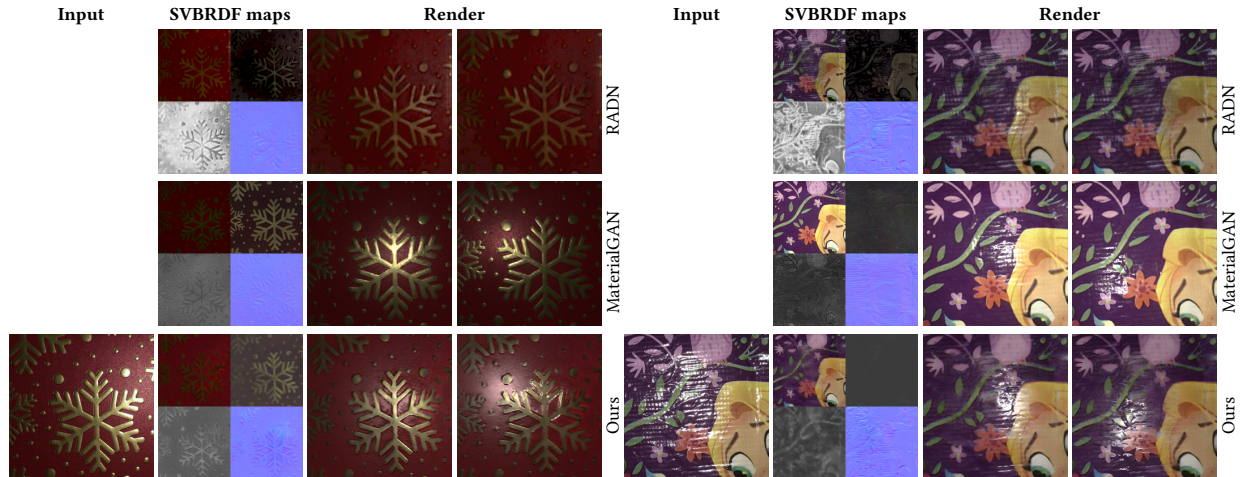 Input SVBRDF maps Render Input SVBRDF maps Render
RADN RADN
MaterialGAN MaterialGAN
Ours Ours